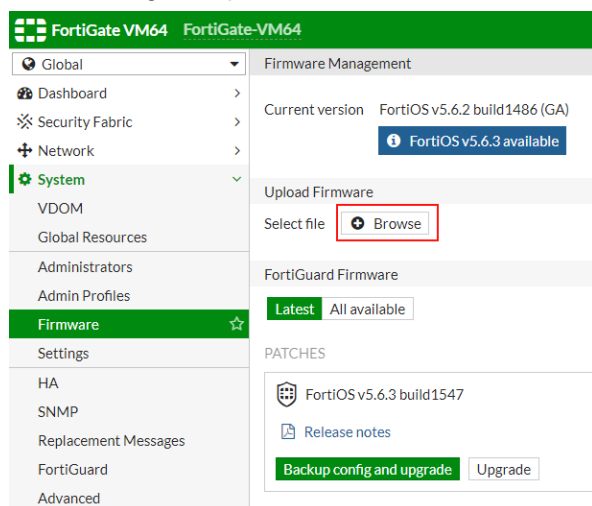 FortiGate VM64 FortiGate-VM64
Global
Dashboard
Security Fabric
Network
System
VDOM
Global Resources
Administrators
Admin Profiles
Firmware
Settings
HA
SNMP
Replacement Messages
FortiGuard
Advanced
Firmware Management
Current version FortiOS v5.6.2 build1486 (GA)
FortiOS v5.6.3 available
Upload Firmware
Select file Browse
FortiGuard Firmware
Latest All available
PATCHES
FortiOS v5.6.3 build1547
Release notes
Backup config and upgrade Upgrade